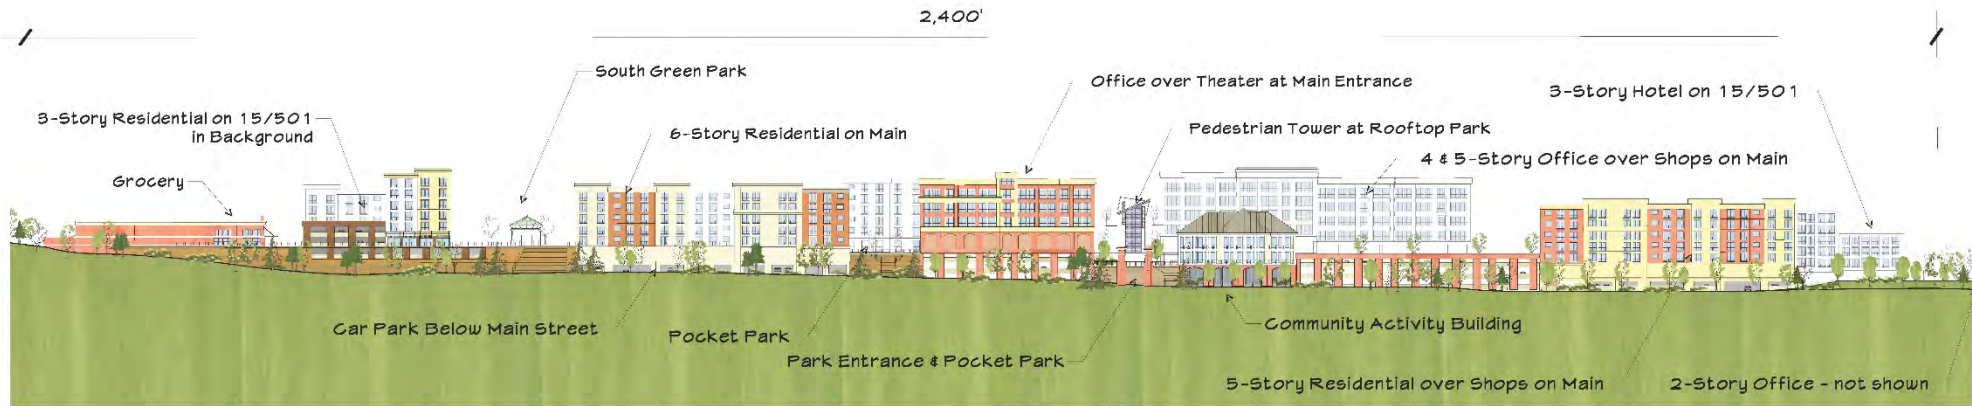 2,400'
South Green Park
Office over Theater at Main Entrance
3-Story Hotel on 15/501
3-Story Residential on 15/501
in Background
6-Story Residential on Main
Pedestrian Tower at Rooftop Park
4 & 5-Story Office over Shops on Main
Grocery
Car Park Below Main Street
Pocket Park
Community Activity Building
Park Entrance & Pocket Park
5-Story Residential over Shops on Main
2-Story Office - not shown